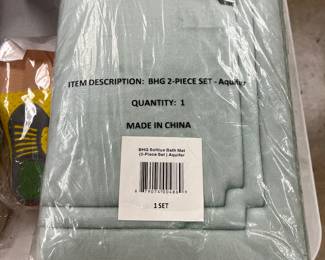 ITEM DESCRIPTION: BHG 2-PIECE SET - Aquifer
QUANTITY: 1
MADE IN CHINA
BHG Softlux Bath Mat
(2-Piece Set) Aquifer
1 SET